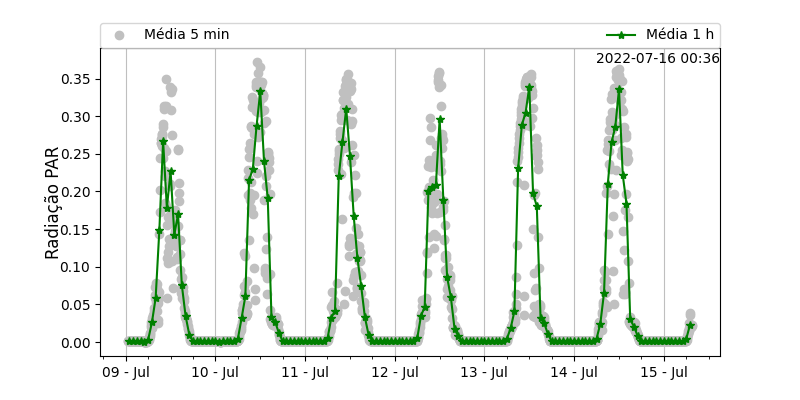 Média 5 min
Média 1 h
2022-07-16 00:36
Radiação PAR
0.35
0.30
0.25
0.20
0.15
0.10
0.05
0.00
09 - Jul
10 - Jul
11 - Jul
12 - Jul
13 - Jul
14 - Jul
15 - Jul